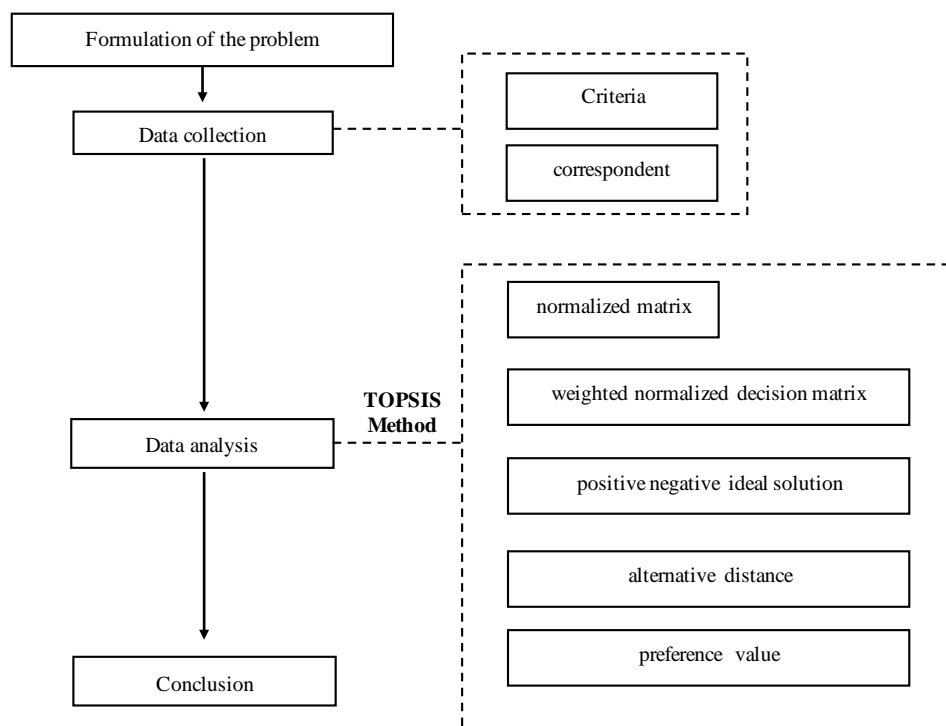 Formulation of the problem
Criteria
Data collection
correspondent
normalized matrix
weighted normalized decision matrix
TOPSIS
Method
Data analysis
positive negative ideal solution
alternative distance
preference value
Conclusion